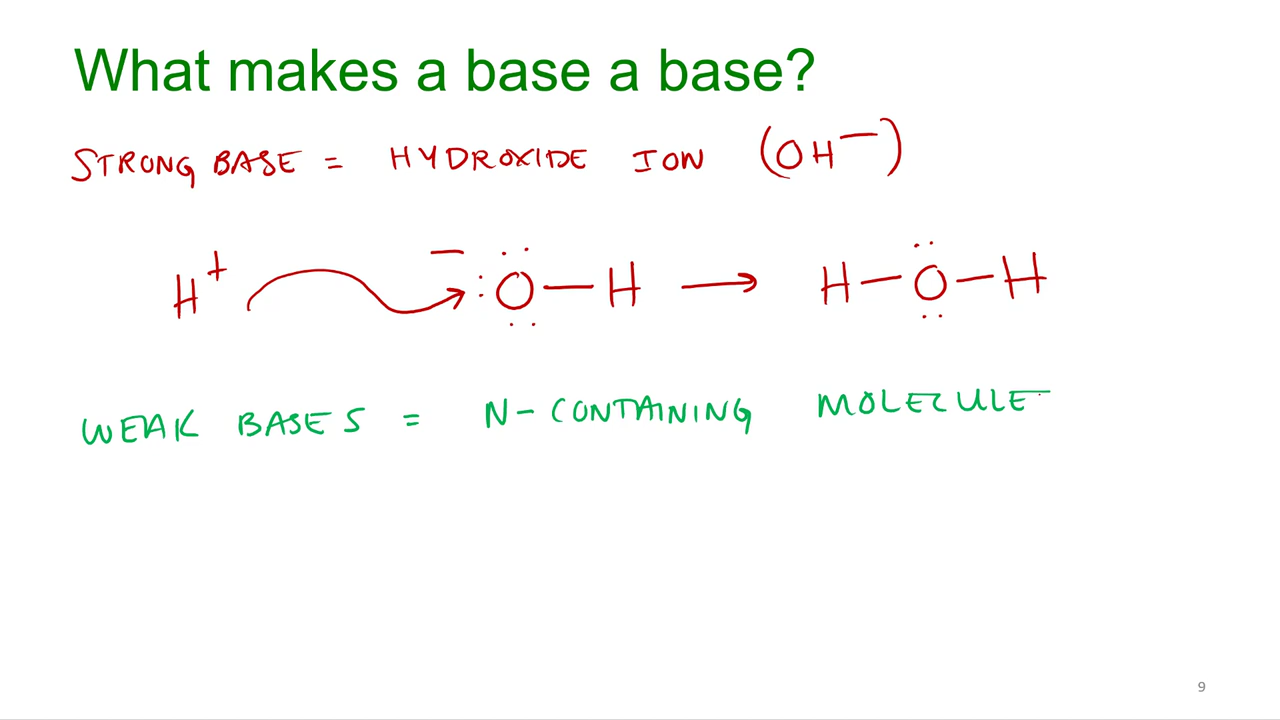 What makes a base a base?
STRONG BASE = HYDROXIDE ION (OH⁻)
H⁺ :Ö–H → H–Ö–H
WEAK BASES = N-CONTAINING MOLECULE
9